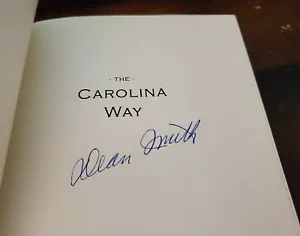 · THE ·
CAROLINA
WAY
Dean Smith